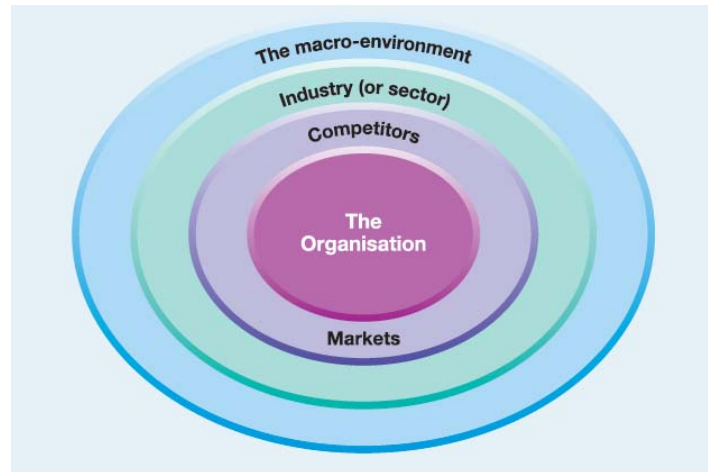 The macro-environment
Industry (or sector)
Competitors
The
Organisation
Markets